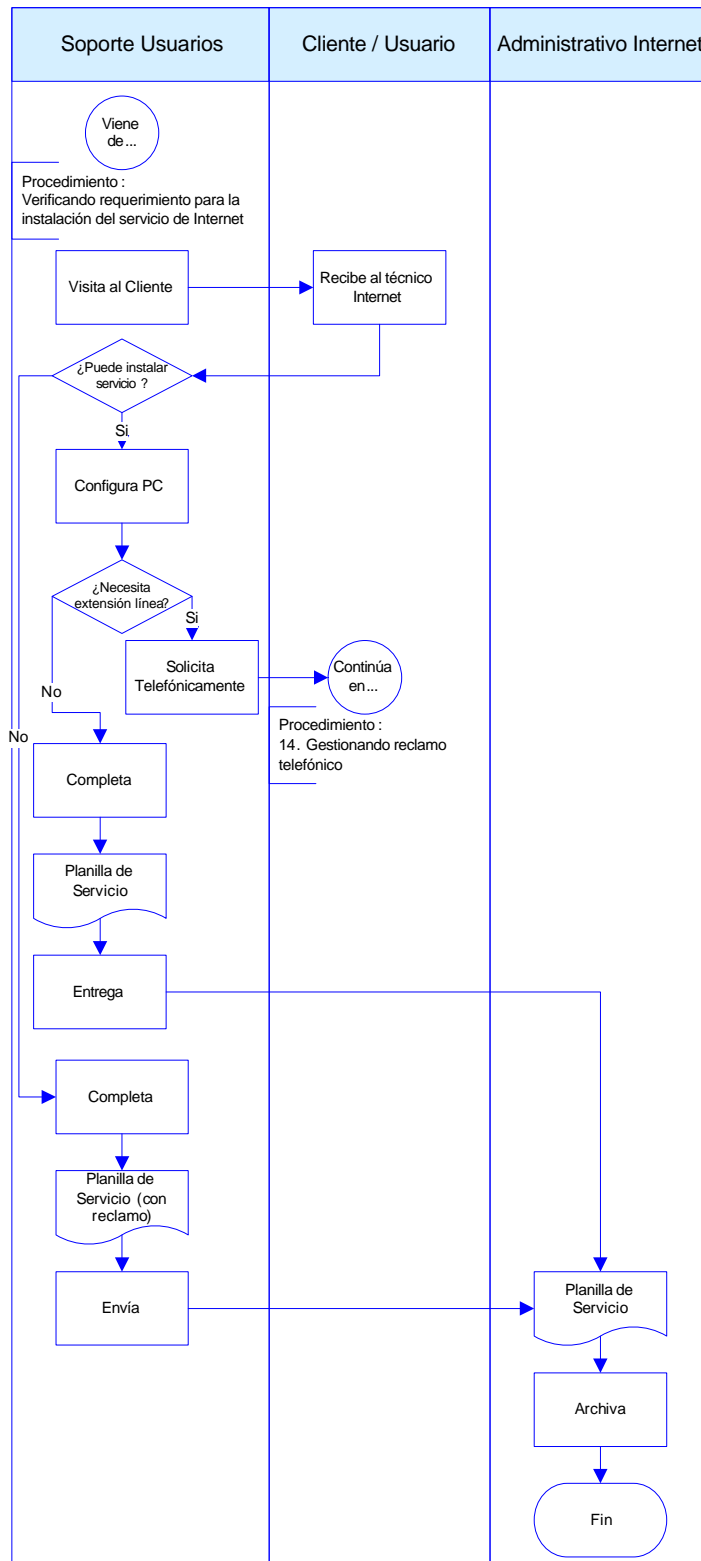 Soporte Usuarios
Cliente / Usuario
Administrativo Internet
Viene
de ...
Procedimiento :
Verificando requerimiento para la
instalación del servicio de Internet
Visita al Cliente
Recibe al técnico
Internet
¿Puede instalar
servicio ?
Si
Configura PC
¿Necesita
extensión línea?
Si
Solicita
Telefónicamente
Continúa
en ...
No
Procedimiento :
14. Gestionando reclamo
telefónico
No
Completa
Planilla de
Servicio
Entrega
Completa
Planilla de
Servicio (con
reclamo)
Envía
Planilla de
Servicio
Archiva
Fin